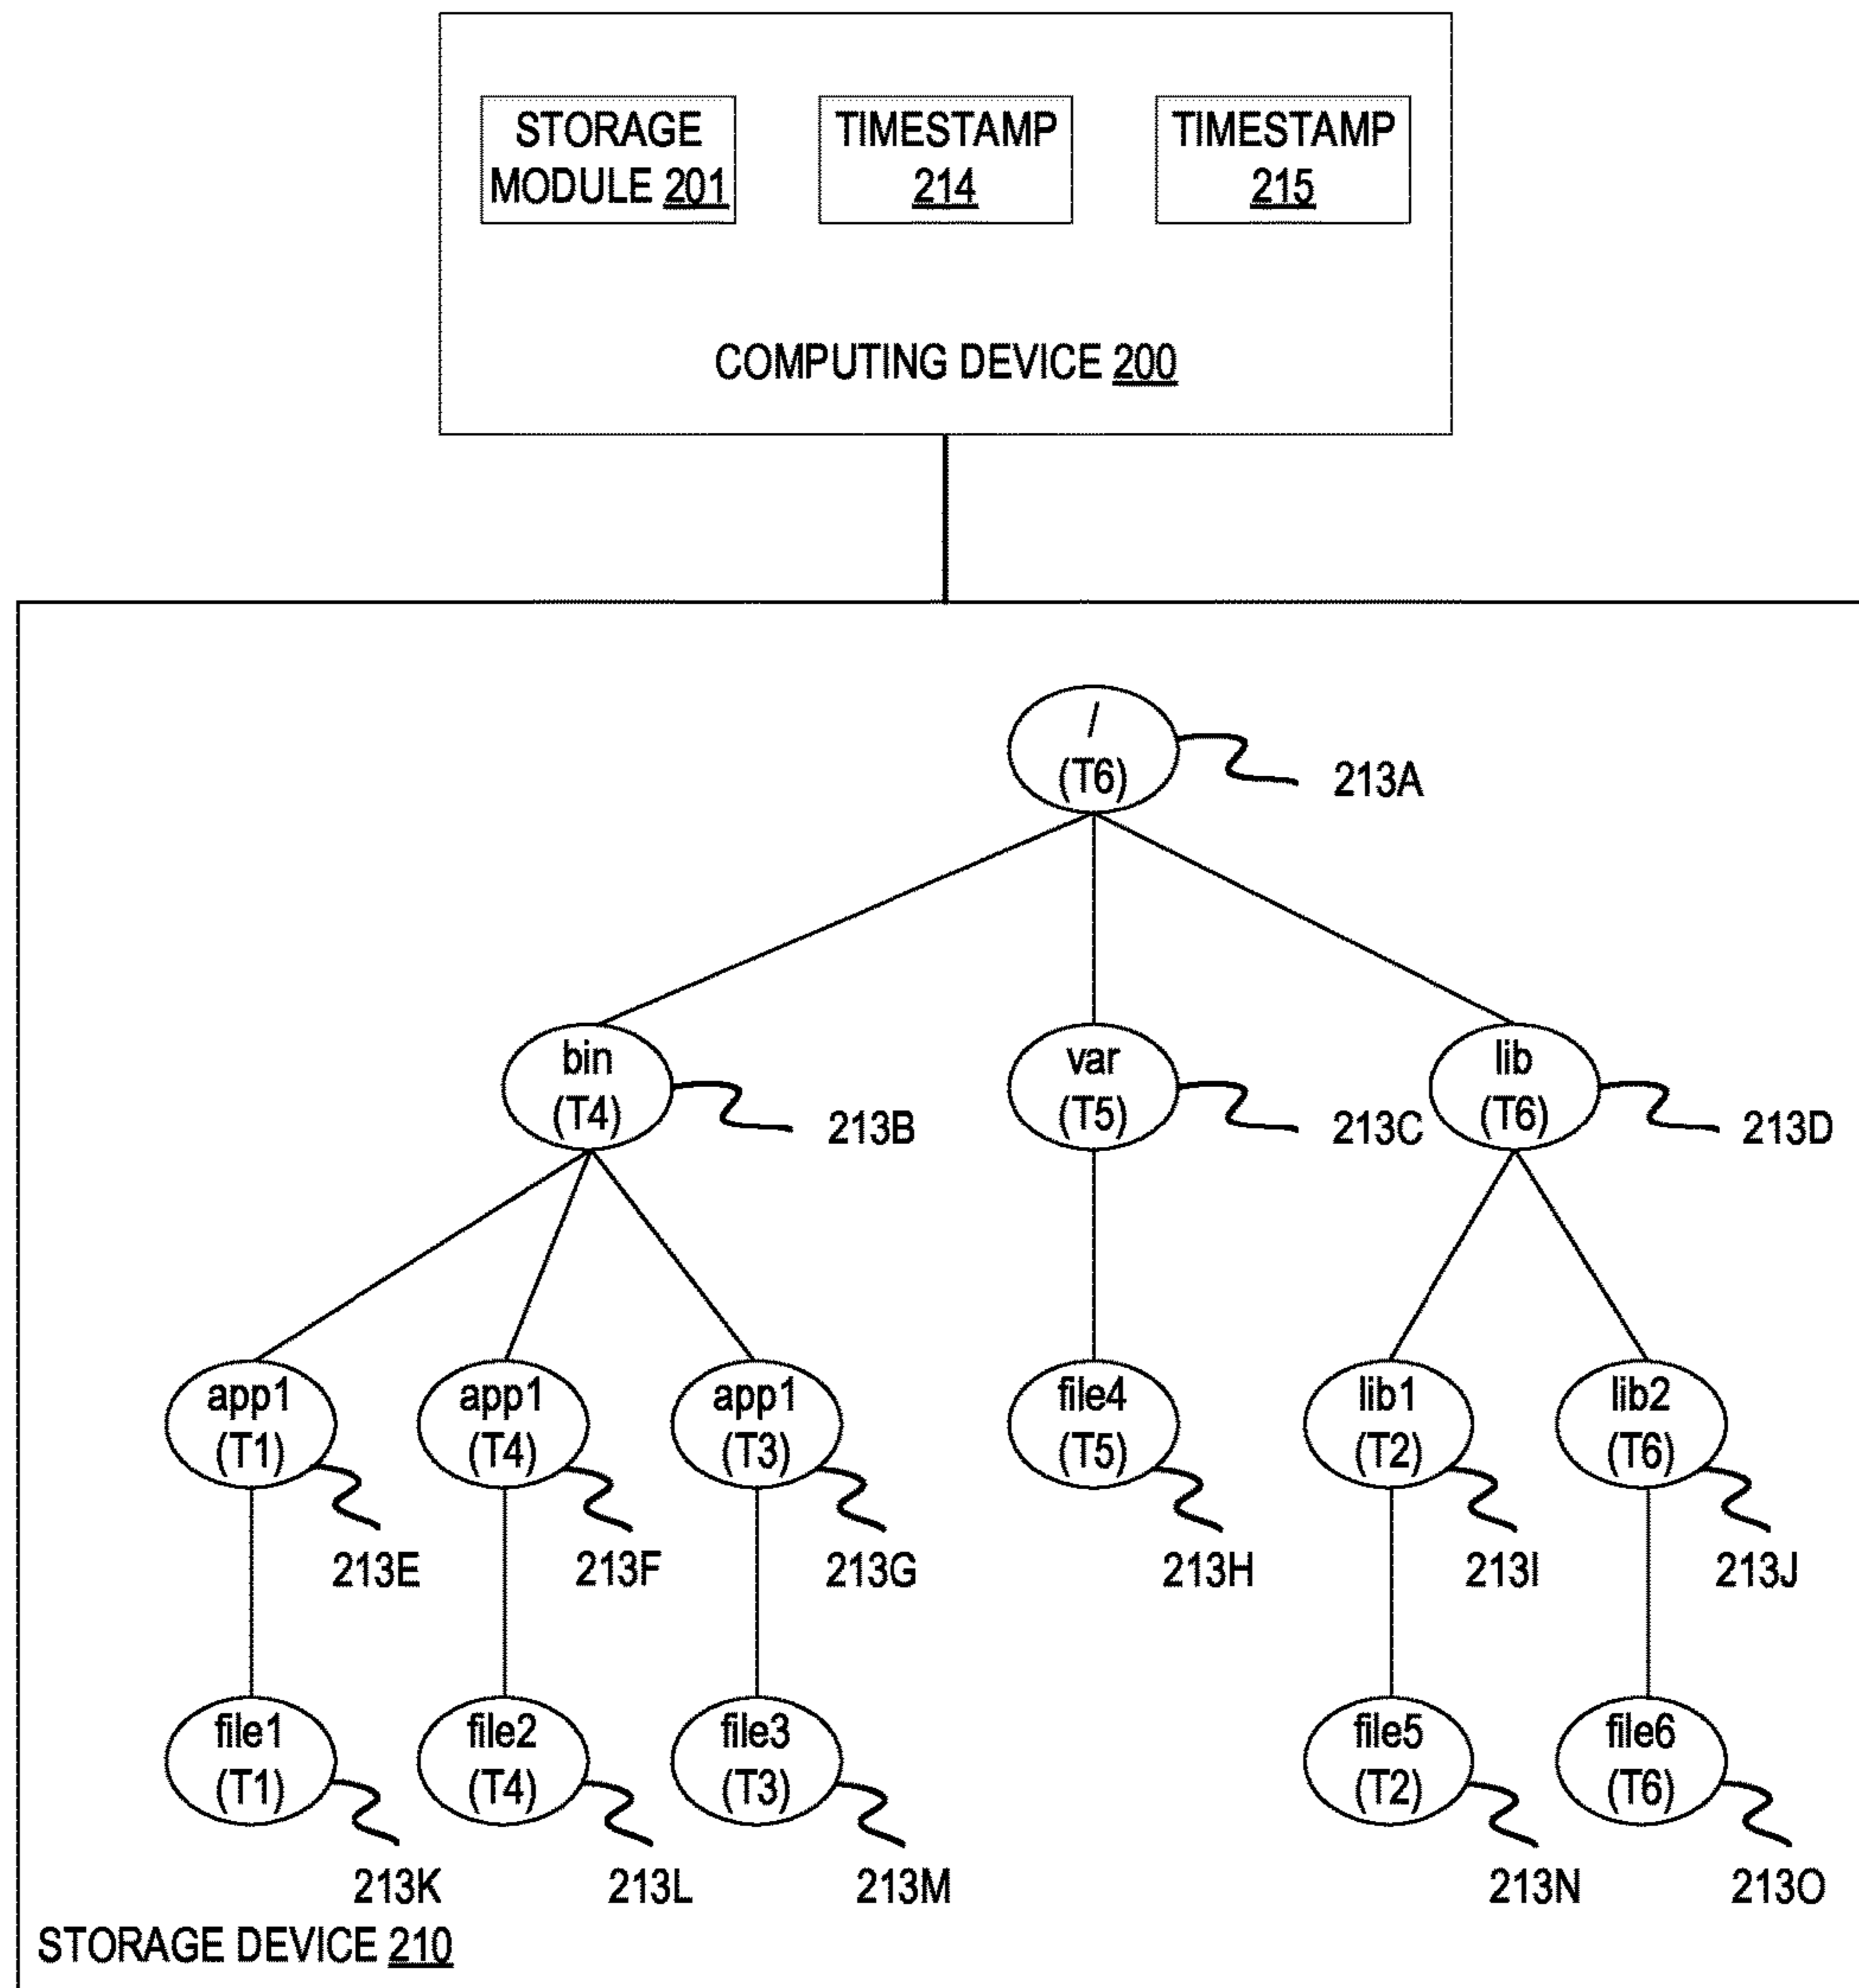 STORAGE
MODULE 201
TIMESTAMP
214
TIMESTAMP
215
COMPUTING DEVICE 200
/
(T6)
213A
bin
(T4)
213B
var
(T5)
213C
lib
(T6)
213D
app1
(T1)
213E
app1
(T4)
213F
app1
(T3)
213G
file4
(T5)
213H
lib1
(T2)
213I
lib2
(T6)
213J
file1
(T1)
213K
file2
(T4)
213L
file3
(T3)
213M
file5
(T2)
213N
file6
(T6)
213O
STORAGE DEVICE 210